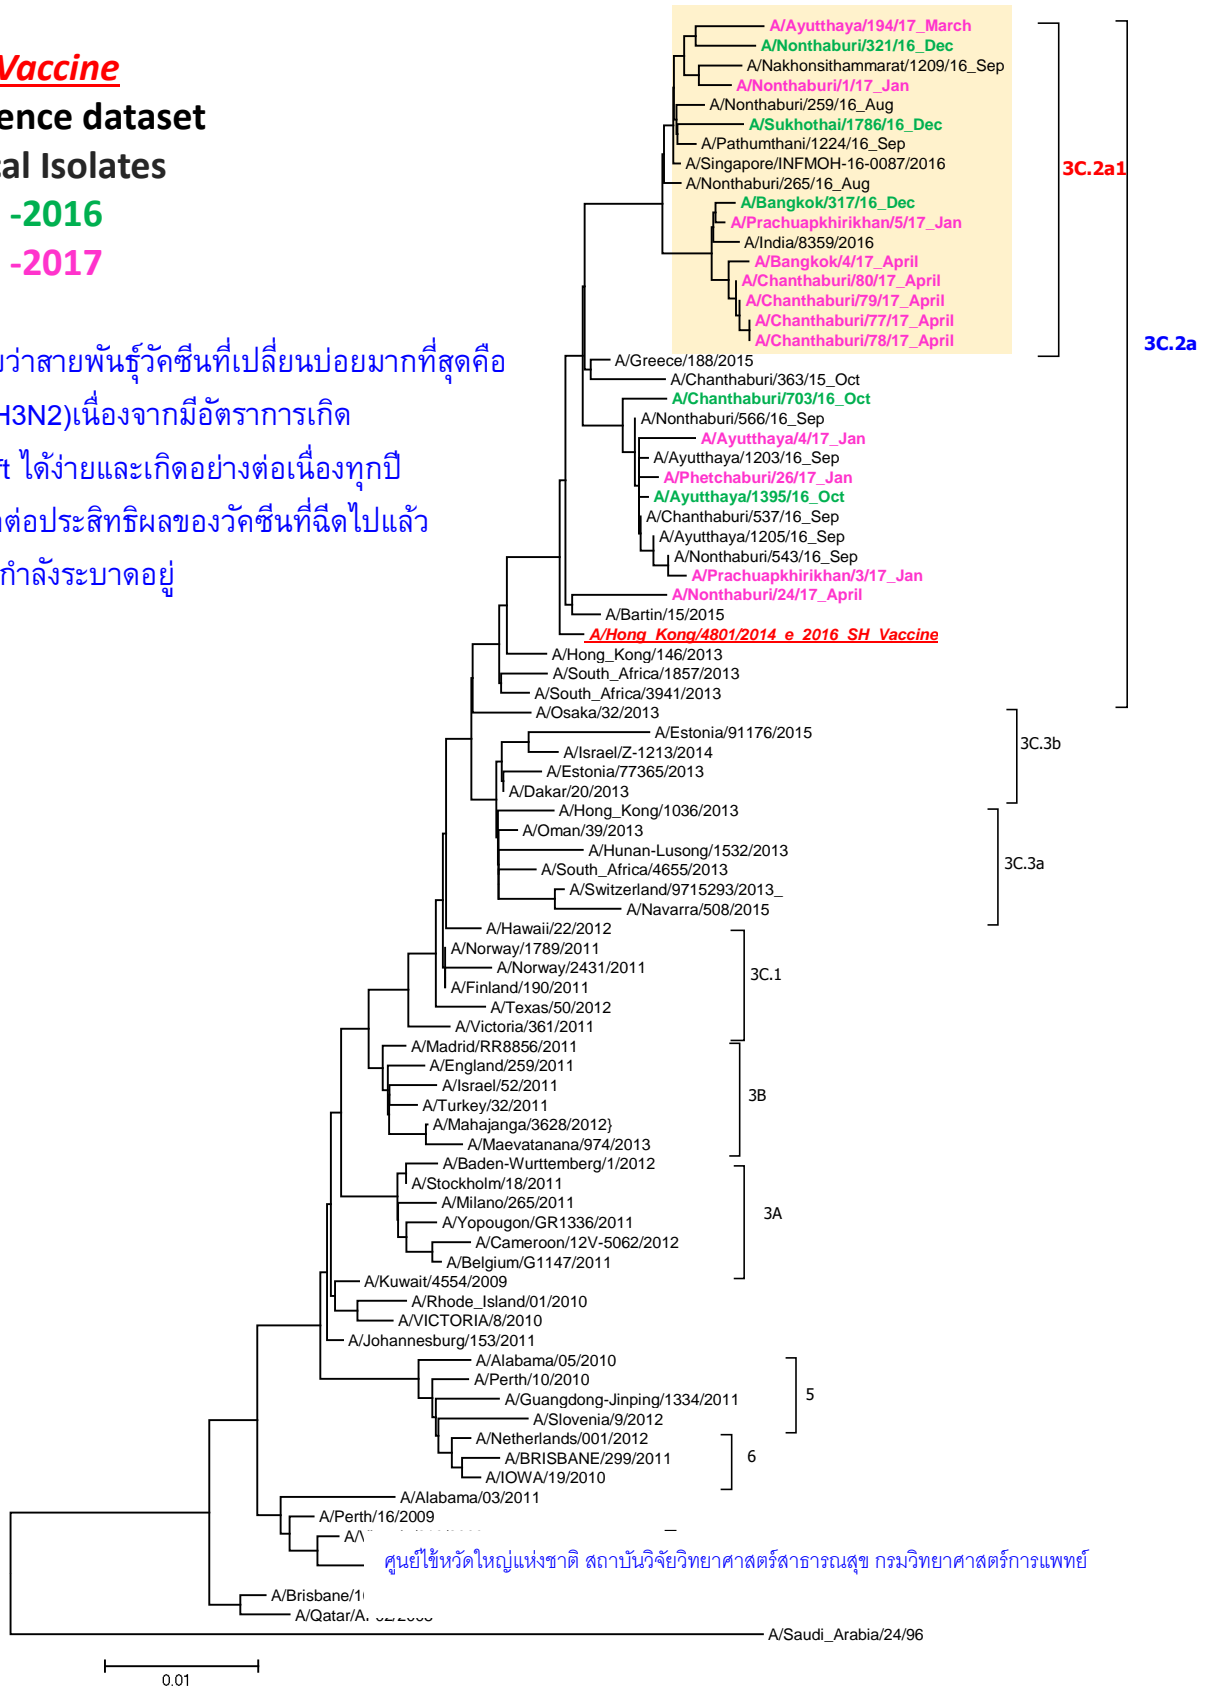 Vaccine
ence dataset
cal Isolates
-2016
-2017
ว่าสายพันธุ์วัคซีนที่เปลี่ยนบ่อยมากที่สุดคือ
H3N2)เนื่องจากมีอัตราการเกิด
ft ได้ง่ายและเกิดอย่างต่อเนื่องทุกปี
ต่อประสิทธิผลของวัคซีนที่ฉีดไปแล้ว
กำลังระบาดอยู่
A/Ayutthaya/194/17_March
A/Nonthaburi/321/16_Dec
A/Nakhonsithammarat/1209/16_Sep
A/Nonthaburi/1/17_Jan
A/Nonthaburi/259/16_Aug
A/Sukhothai/1786/16_Dec
A/Pathumthani/1224/16_Sep
A/Singapore/INFMOH-16-0087/2016
3C.2a1
A/Nonthaburi/265/16_Aug
A/Bangkok/317/16_Dec
A/Prachuapkhirikhan/5/17_Jan
A/India/8359/2016
A/Bangkok/4/17_April
A/Chanthaburi/80/17_April
A/Chanthaburi/79/17_April
A/Chanthaburi/77/17_April
A/Chanthaburi/78/17_April
3C.2a
A/Greece/188/2015
A/Chanthaburi/363/15_Oct
A/Chanthaburi/703/16_Oct
A/Nonthaburi/566/16_Sep
A/Ayutthaya/4/17_Jan
A/Ayutthaya/1203/16_Sep
A/Phetchaburi/26/17_Jan
A/Ayutthaya/1395/16_Oct
A/Chanthaburi/537/16_Sep
A/Ayutthaya/1205/16_Sep
A/Nonthaburi/543/16_Sep
A/Prachuapkhirikhan/3/17_Jan
A/Nonthaburi/24/17_April
A/Bartin/15/2015
A/Hong_Kong/4801/2014_e_2016_SH_Vaccine
A/Hong_Kong/146/2013
A/South_Africa/1857/2013
A/South_Africa/3941/2013
A/Osaka/32/2013
A/Estonia/91176/2015
3C.3b
A/Israel/Z-1213/2014
A/Estonia/77365/2013
A/Dakar/20/2013
A/Hong_Kong/1036/2013
A/Oman/39/2013
A/Hunan-Lusong/1532/2013
3C.3a
A/South_Africa/4655/2013
A/Switzerland/9715293/2013_
A/Navarra/508/2015
A/Hawaii/22/2012
A/Norway/1789/2011
A/Norway/2431/2011
3C.1
A/Finland/190/2011
A/Texas/50/2012
A/Victoria/361/2011
A/Madrid/RR8856/2011
A/England/259/2011
A/Israel/52/2011
3B
A/Turkey/32/2011
A/Mahajanga/3628/2012}
A/Maevatanana/974/2013
A/Baden-Wurttemberg/1/2012
A/Stockholm/18/2011
A/Milano/265/2011
3A
A/Yopougon/GR1336/2011
A/Cameroon/12V-5062/2012
A/Belgium/G1147/2011
A/Kuwait/4554/2009
A/Rhode_Island/01/2010
A/VICTORIA/8/2010
A/Johannesburg/153/2011
A/Alabama/05/2010
A/Perth/10/2010
5
A/Guangdong-Jinping/1334/2011
A/Slovenia/9/2012
A/Netherlands/001/2012
A/BRISBANE/299/2011
6
A/IOWA/19/2010
A/Alabama/03/2011
A/Perth/16/2009
ศูนย์ไข้หวัดใหญ่แห่งชาติ สถาบันวิจัยวิทยาศาสตร์สาธารณสุข กรมวิทยาศาสตร์การแพทย์
A/Brisbane/1
A/Qatar/A
A/Saudi_Arabia/24/96
0.01